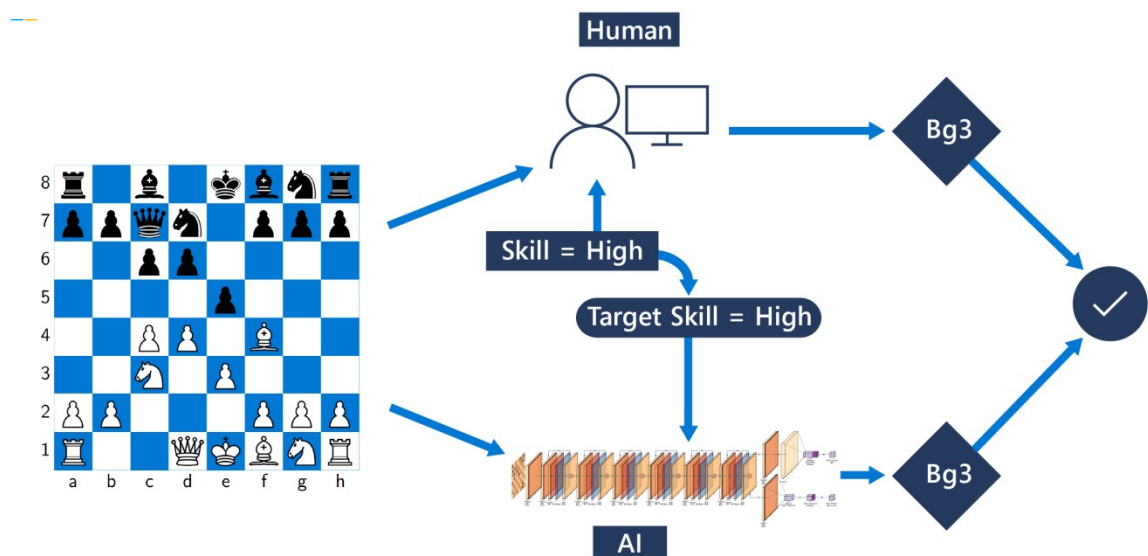 Human
Bg3
8
7
6
5
4
3
2
1
a b c d e f g h
Skill = High
Target Skill = High
Bg3
AI